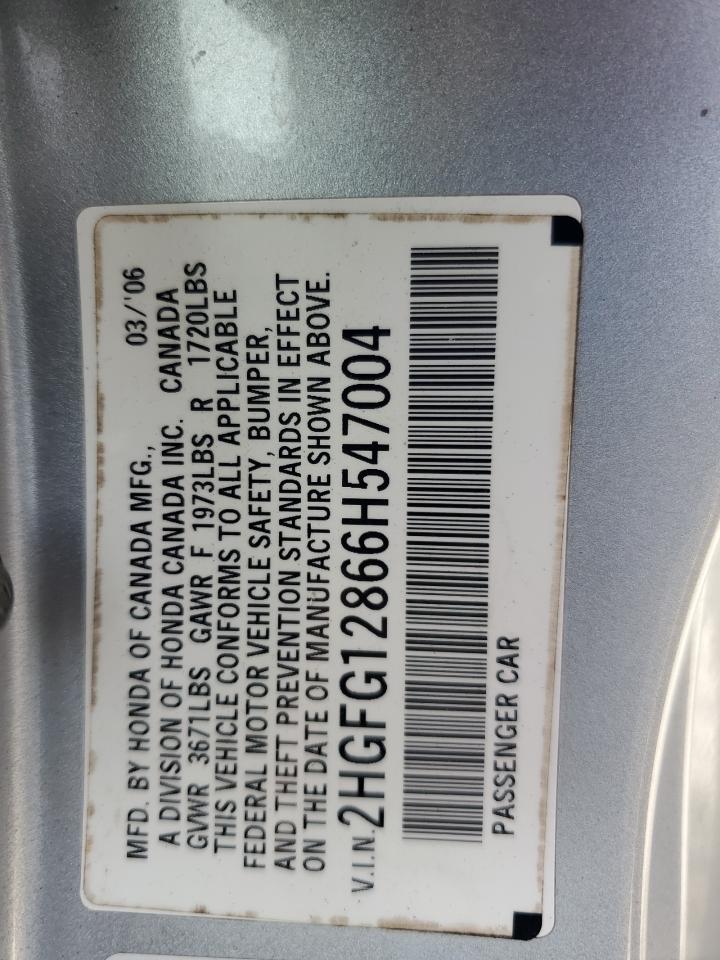 MFD. BY HONDA OF CANADA MFG., 03/'06
A DIVISION OF HONDA CANADA INC. CANADA
GVWR 3671LBS GAWR F 1973LBS R 1720LBS
THIS VEHICLE CONFORMS TO ALL APPLICABLE
FEDERAL MOTOR VEHICLE SAFETY, BUMPER,
AND THEFT PREVENTION STANDARDS IN EFFECT
ON THE DATE OF MANUFACTURE SHOWN ABOVE.
V.I.N. 2HGFG12866H547004
PASSENGER CAR